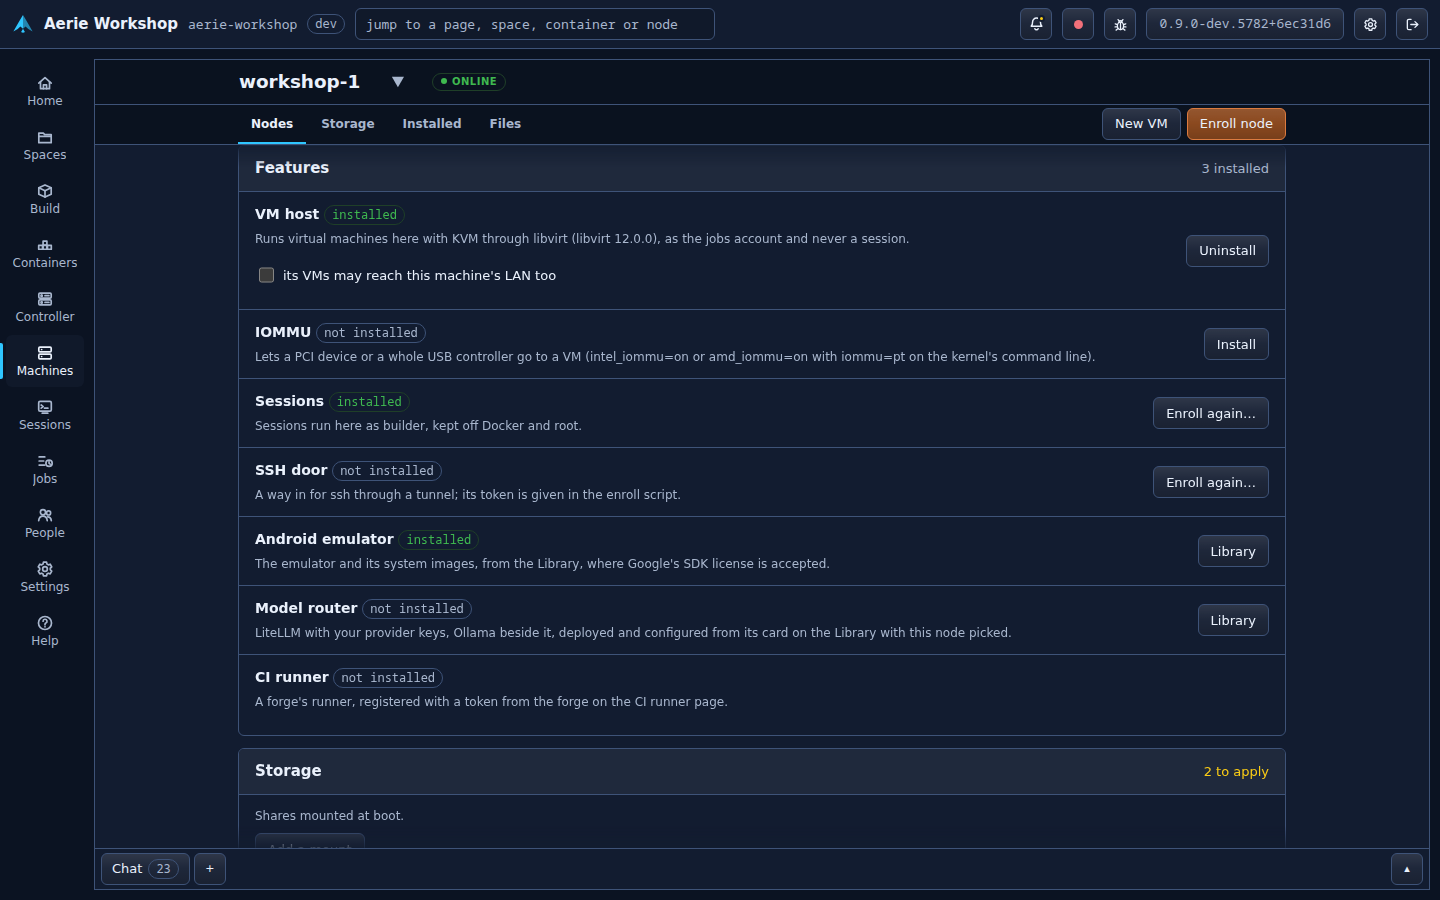 Aerie Workshop aerie-workshop dev jump to a page, space, container or node 0.9.0-dev.5782+6ec31d6
Home
Spaces
Build
Containers
Controller
Machines
Sessions
Jobs
People
Settings
Help
workshop-1 ▼ ONLINE
Nodes Storage Installed Files New VM Enroll node
Features 3 installed
VM host installed
Runs virtual machines here with KVM through libvirt (libvirt 12.0.0), as the jobs account and never a session.
Uninstall
its VMs may reach this machine's LAN too
IOMMU not installed
Lets a PCI device or a whole USB controller go to a VM (intel_iommu=on or amd_iommu=on with iommu=pt on the kernel's command line).
Install
Sessions installed
Sessions run here as builder, kept off Docker and root.
Enroll again...
SSH door not installed
A way in for ssh through a tunnel; its token is given in the enroll script.
Enroll again...
Android emulator installed
The emulator and its system images, from the Library, where Google's SDK license is accepted.
Library
Model router not installed
LiteLLM with your provider keys, Ollama beside it, deployed and configured from its card on the Library with this node picked.
Library
CI runner not installed
A forge's runner, registered with a token from the forge on the CI runner page.
Storage 2 to apply
Shares mounted at boot.
Add a mount
Chat 23 + ▲